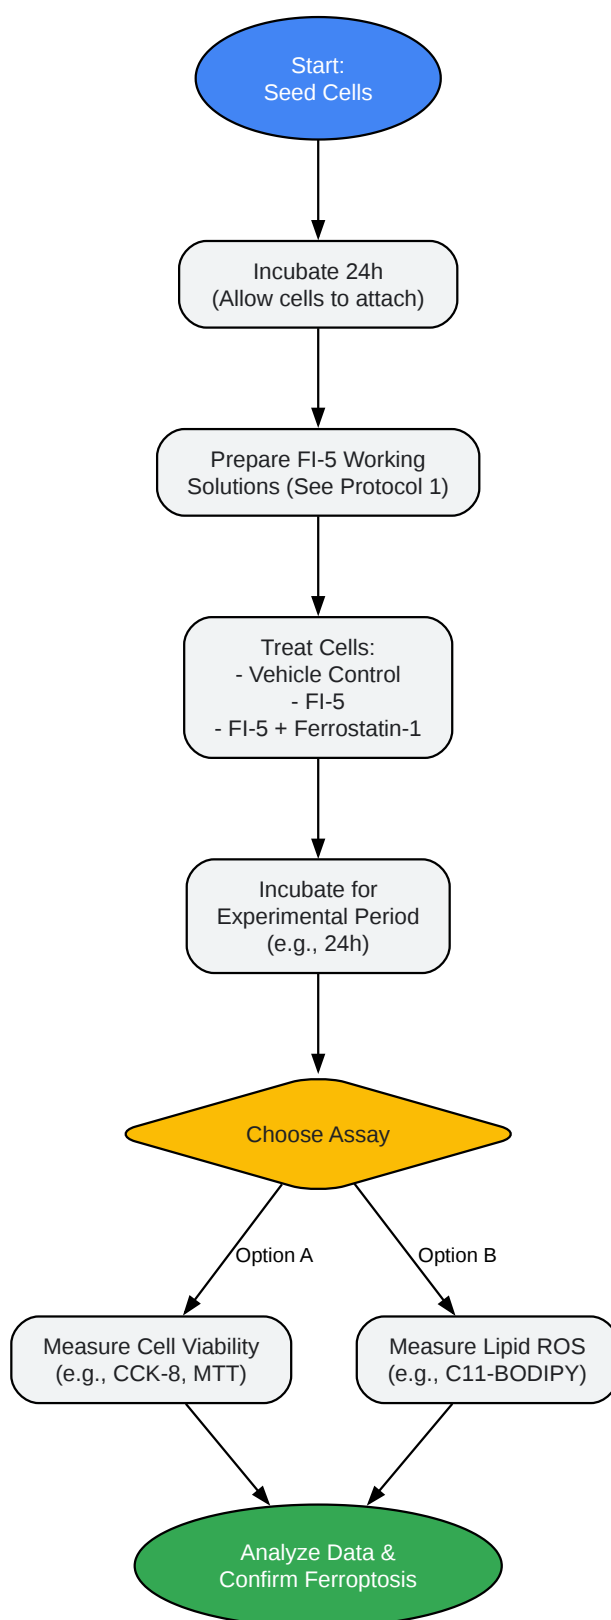 Start:
Seed Cells
Incubate 24h
(Allow cells to attach)
Prepare FI-5 Working
Solutions (See Protocol 1)
Treat Cells:
- Vehicle Control
- FI-5
- FI-5 + Ferrostatin-1
Incubate for
Experimental Period
(e.g., 24h)
Choose Assay
Option A
Option B
Measure Cell Viability
(e.g., CCK-8, MTT)
Measure Lipid ROS
(e.g., C11-BODIPY)
Analyze Data &
Confirm Ferroptosis